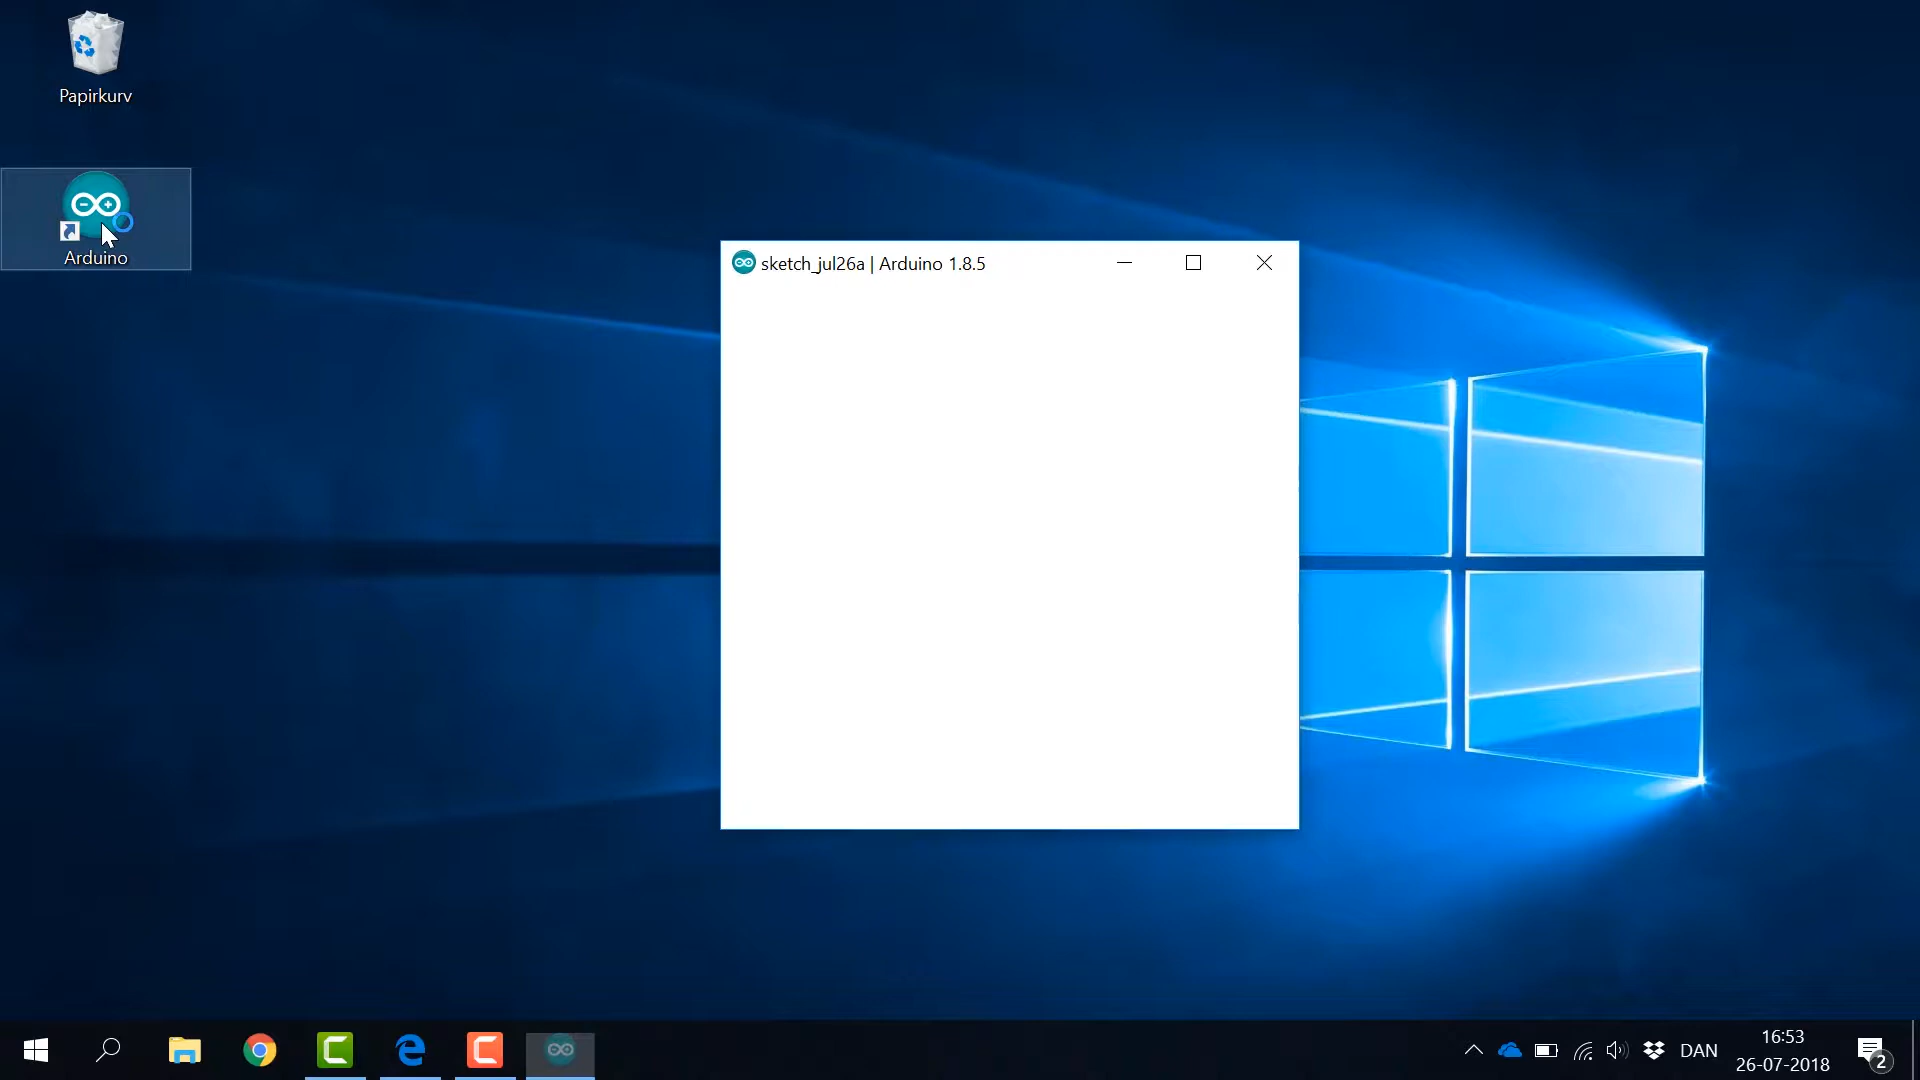 Papirkurv
Arduino
sketch_jul26a | Arduino 1.8.5
DAN
16:53
26-07-2018
2